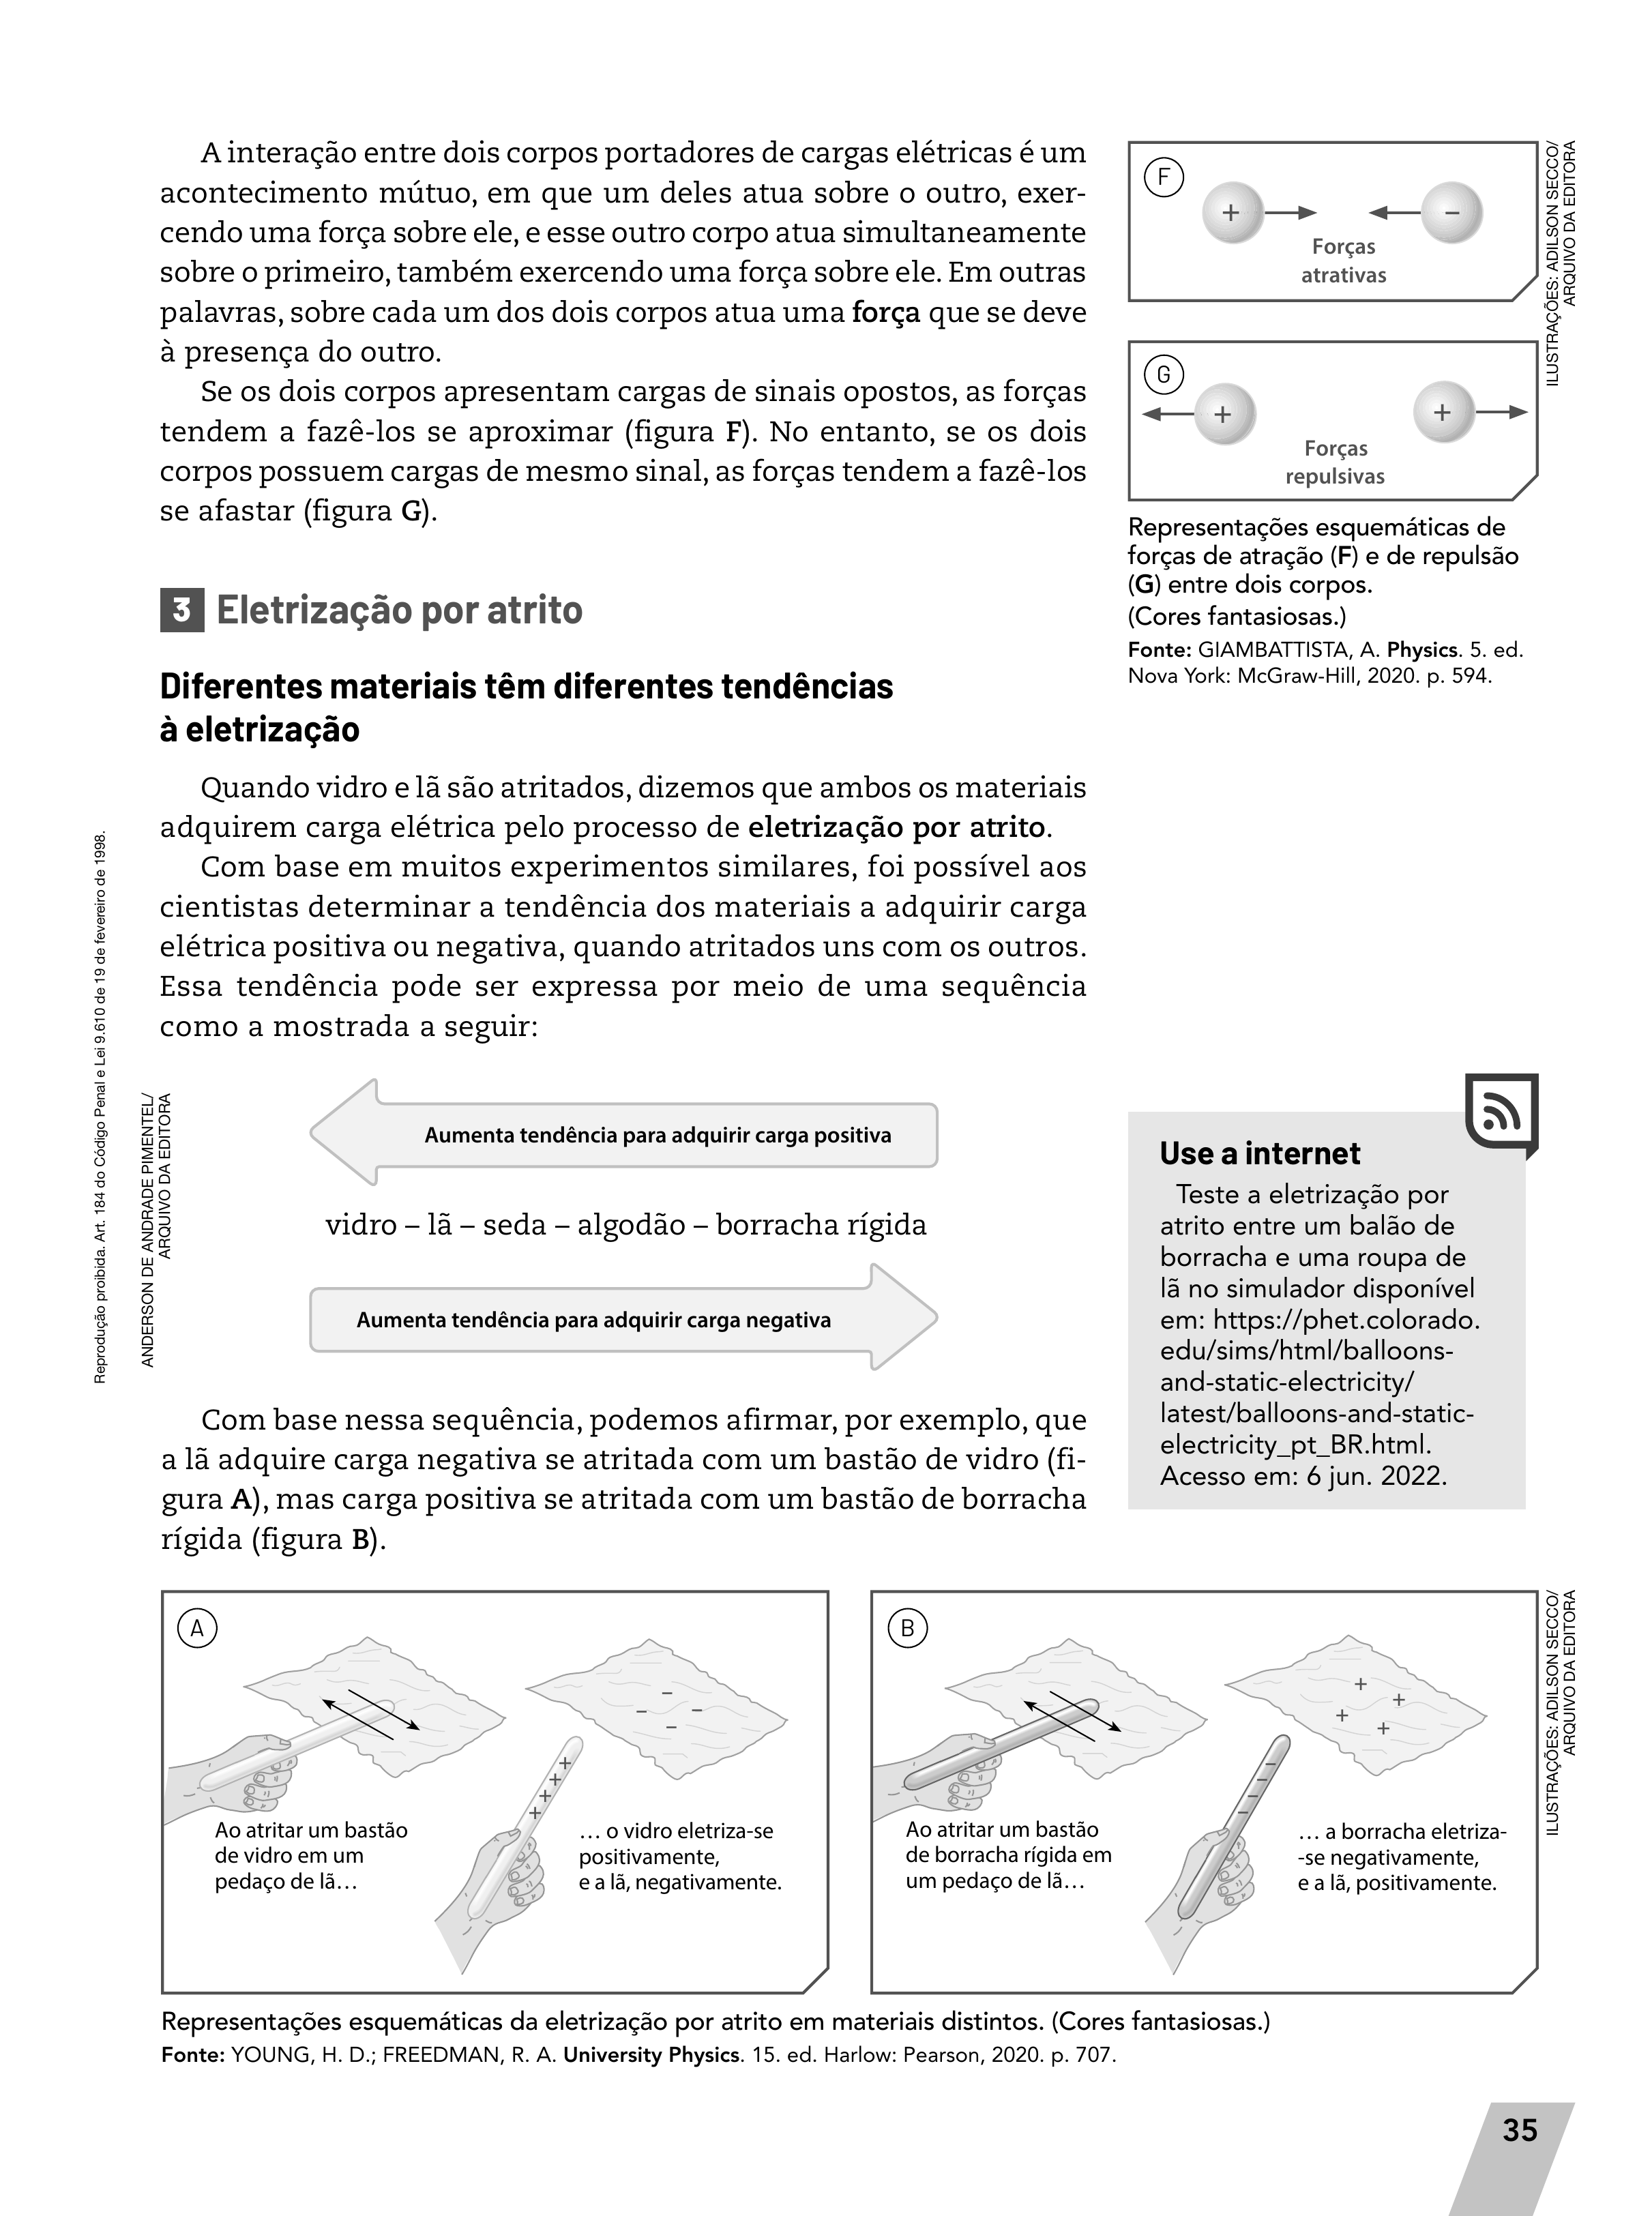 A interação entre dois corpos portadores de cargas elétricas é um
acontecimento mútuo, em que um deles atua sobre o outro, exer-
cendo uma força sobre ele, e esse outro corpo atua simultaneamente
sobre o primeiro, também exercendo uma força sobre ele. Em outras
palavras, sobre cada um dos dois corpos atua uma força que se deve
à presença do outro.
Se os dois corpos apresentam cargas de sinais opostos, as forças
tendem a fazê-los se aproximar (figura F). No entanto, se os dois
corpos possuem cargas de mesmo sinal, as forças tendem a fazê-los
se afastar (figura G).
F
+
–
Forças
atrativas
G
+
+
Forças
repulsivas
ILUSTRAÇÕES: ADILSON SECCO/
ARQUIVO DA EDITORA
Representações esquemáticas de
forças de atração (F) e de repulsão
(G) entre dois corpos.
(Cores fantasiosas.)
Fonte: GIAMBATTISTA, A. Physics. 5. ed.
Nova York: McGraw-Hill, 2020. p. 594.
3 Eletrização por atrito
Diferentes materiais têm diferentes tendências
à eletrização
Quando vidro e lã são atritados, dizemos que ambos os materiais
adquirem carga elétrica pelo processo de eletrização por atrito.
Com base em muitos experimentos similares, foi possível aos
cientistas determinar a tendência dos materiais a adquirir carga
elétrica positiva ou negativa, quando atritados uns com os outros.
Essa tendência pode ser expressa por meio de uma sequência
como a mostrada a seguir:
Reprodução proibida. Art. 184 do Código Penal e Lei 9.610 de 19 de fevereiro de 1998.
ANDERSON DE ANDRADE PIMENTEL/
ARQUIVO DA EDITORA
Aumenta tendência para adquirir carga positiva
vidro – lã – seda – algodão – borracha rígida
Aumenta tendência para adquirir carga negativa
Use a internet
Teste a eletrização por
atrito entre um balão de
borracha e uma roupa de
lã no simulador disponível
em: https://phet.colorado.
edu/sims/html/balloons-
and-static-electricity/
latest/balloons-and-static-
electricity_pt_BR.html.
Acesso em: 6 jun. 2022.
Com base nessa sequência, podemos afirmar, por exemplo, que
a lã adquire carga negativa se atritada com um bastão de vidro (fi-
gura A), mas carga positiva se atritada com um bastão de borracha
rígida (figura B).
A
– – – –
+ + + +
Ao atritar um bastão
de vidro em um
pedaço de lã...
... o vidro eletriza-se
positivamente,
e a lã, negativamente.
B
+ + + +
– – – –
Ao atritar um bastão
de borracha rígida em
um pedaço de lã...
... a borracha eletriza-
-se negativamente,
e a lã, positivamente.
ILUSTRAÇÕES: ADILSON SECCO/
ARQUIVO DA EDITORA
Representações esquemáticas da eletrização por atrito em materiais distintos. (Cores fantasiosas.)
Fonte: YOUNG, H. D.; FREEDMAN, R. A. University Physics. 15. ed. Harlow: Pearson, 2020. p. 707.
35